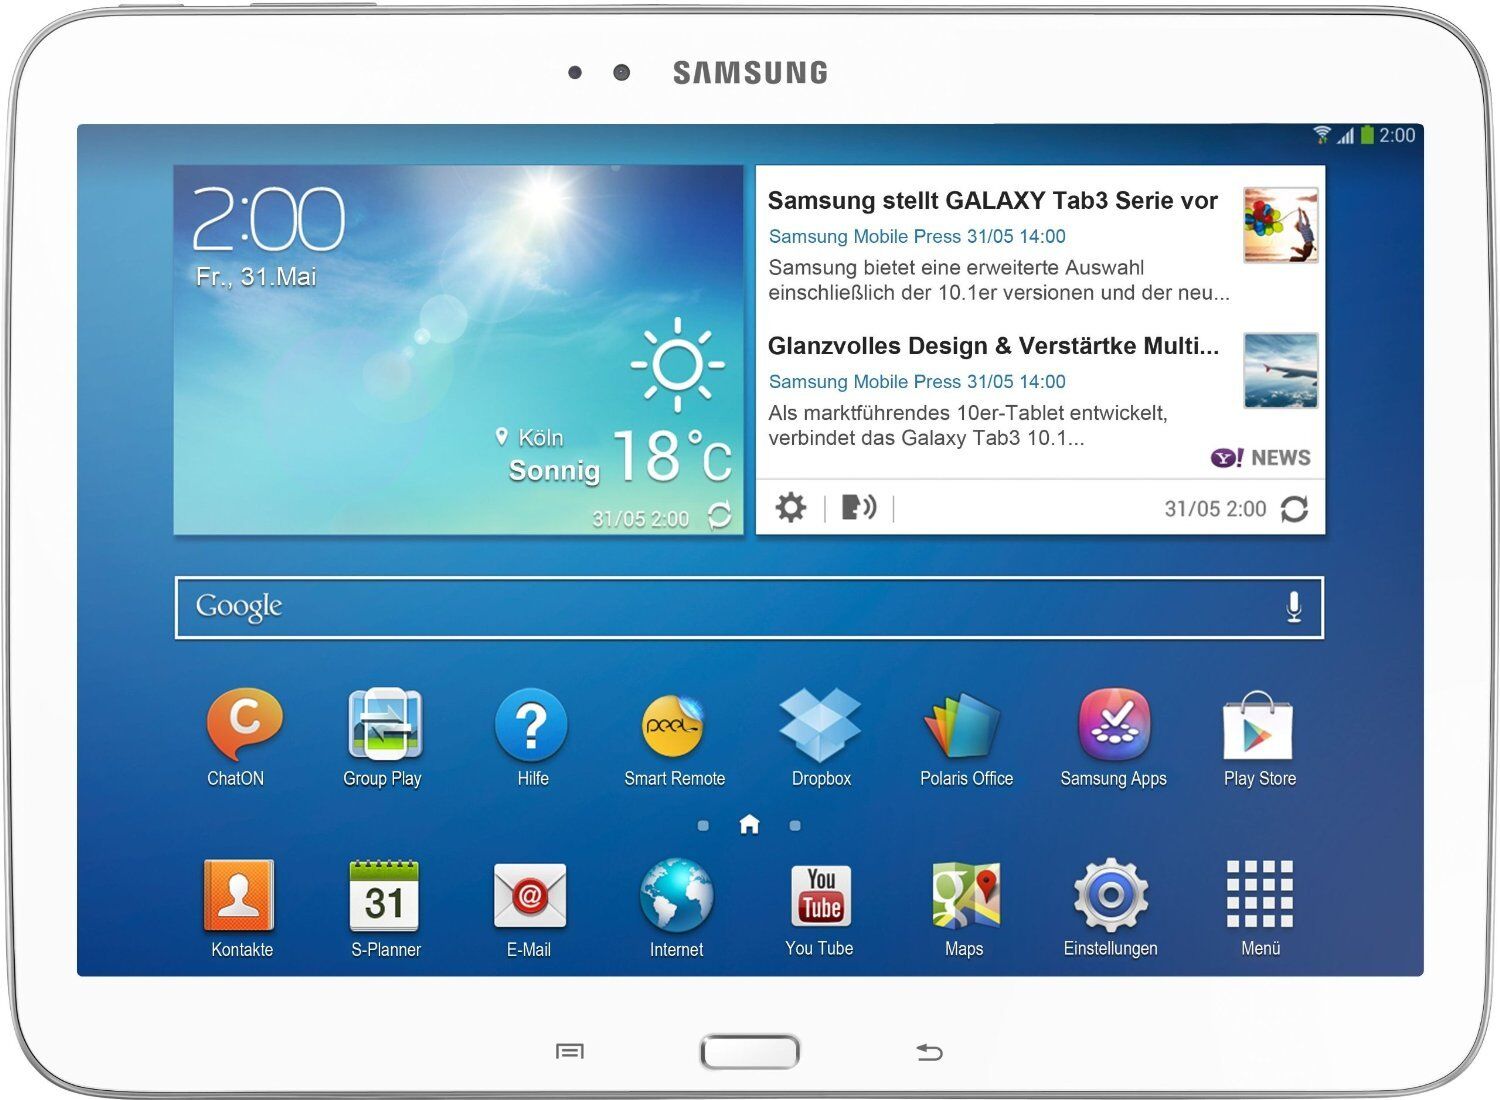 SAMSUNG
2:00
2:00
Fr., 31.Mai
Köln
Sonnig 18°C
31/05 2:00
Samsung stellt GALAXY Tab3 Serie vor
Samsung Mobile Press 31/05 14:00
Samsung bietet eine erweiterte Auswahl
einschließlich der 10.1er versionen und der neu...
Glanzvolles Design & Verstärtke Multi...
Samsung Mobile Press 31/05 14:00
Als marktführendes 10er-Tablet entwickelt,
verbindet das Galaxy Tab3 10.1...
Y! NEWS
31/05 2:00
Google
C
?
peel
ChatON Group Play Hilfe Smart Remote Dropbox Polaris Office Samsung Apps Play Store
31
@
You
Tube
g
Kontakte S-Planner E-Mail Internet You Tube Maps Einstellungen Menü